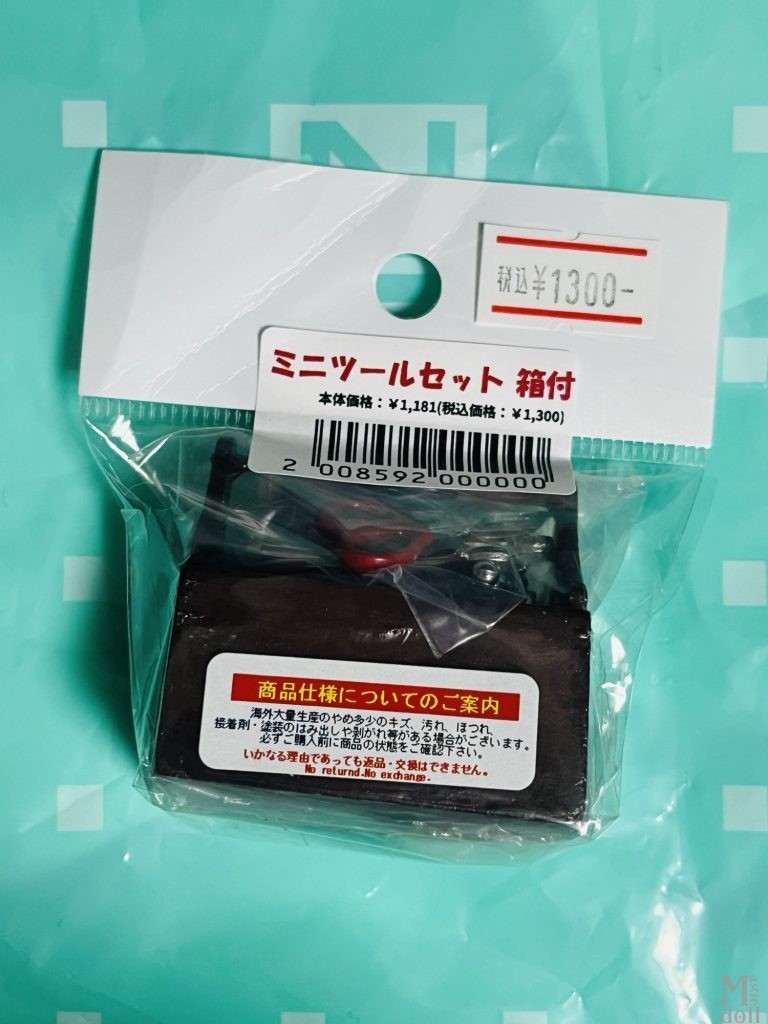 N
税込¥1300-
ミニツールセット 箱付
本体価格：¥1,181(税込価格：¥1,300)
2 008592 000000
商品仕様についてのご案内
海外大量生産のやめ多少のキズ、汚れ、ほつれ、
接着剤・塗装のはみ出しや剥がれ等がある場合がございます。
必ずご購入前に商品の状態をご確認下さい。
いかなる理由であっても返品・交換はできません。
No returnd.No exchange.
doll